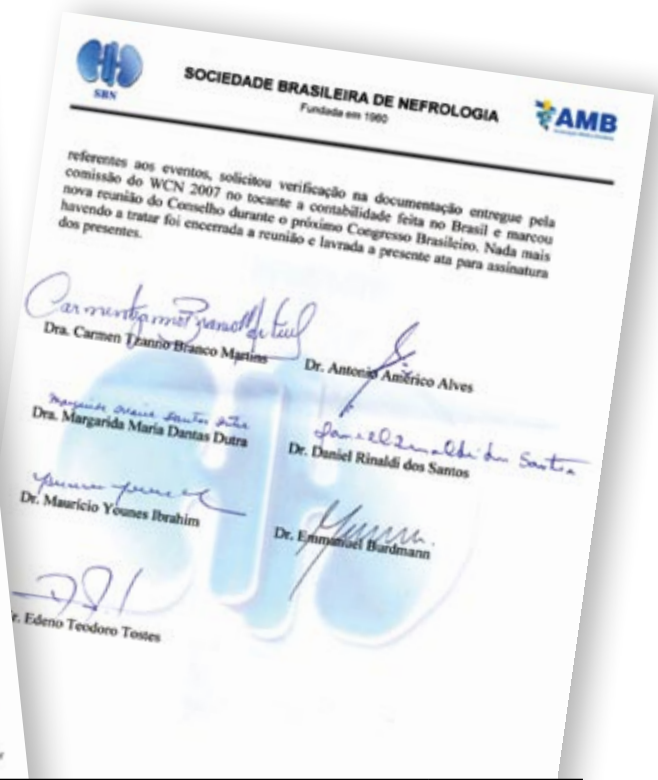 SBN
SOCIEDADE BRASILEIRA DE NEFROLOGIA
Fundada em 1960
AMB
referentes aos eventos, solicitou verificação na documentação entregue pela
comissão do WCN 2007 no tocante a contabilidade feita no Brasil e marcou
nova reunião do Conselho durante o próximo Congresso Brasileiro. Nada mais
havendo a tratar foi encerrada a reunião e lavrada a presente ata para assinatura
dos presentes.
Dra. Carmen Tzanno Branco Martins
Dr. Antonio Américo Alves
Dra. Margarida Maria Dantas Dutra
Daniel Rinaldi dos Santos
Dr. Daniel Rinaldi dos Santos
Dr. Maurício Younes Ibrahim
Dr. Emmanuel Burdmann
r. Edeno Teodoro Tostes